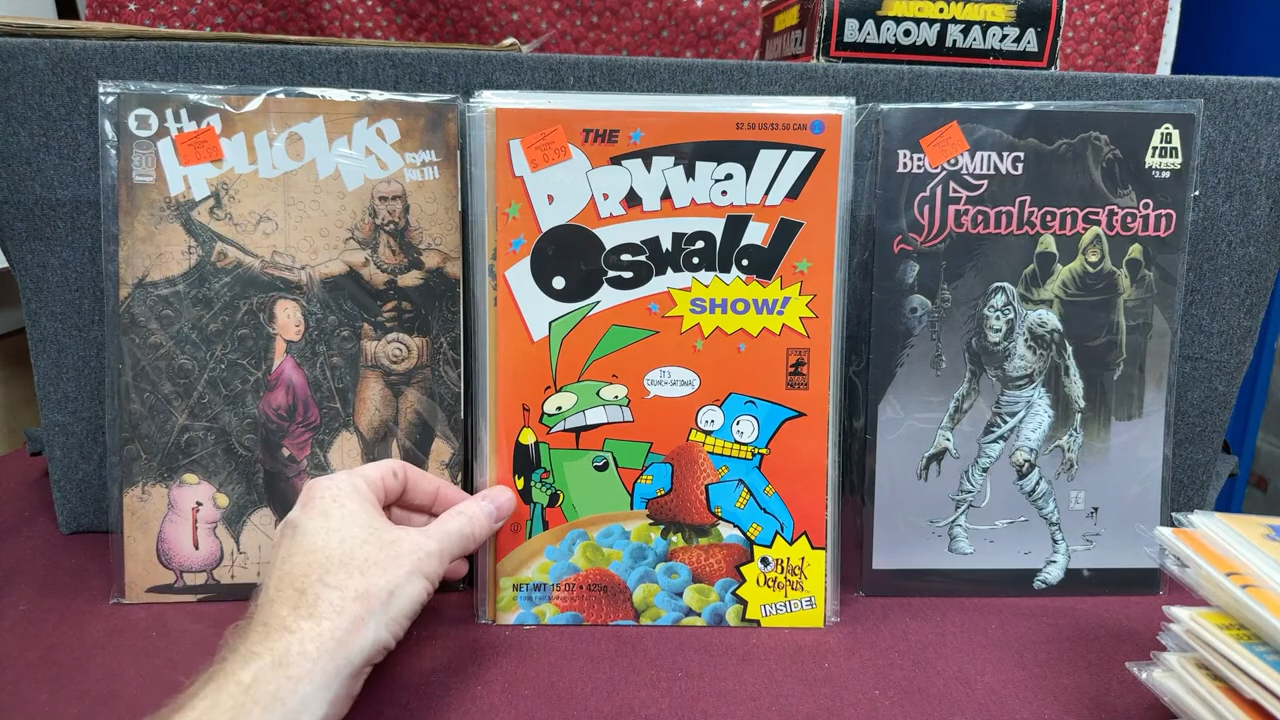 MICRONAUTS
BARON KARZA
The
HOLLOWS
RYALL
KIETH
image
$ 0.99
$2.50 US/$3.50 CAN
THE
DRYWALL
OSWALD
SHOW!
$ 0.99
IT'S
"CRUNCH-SATIONAL"
NET WT 15 OZ • 425g
Black
Octopus
INSIDE!
BECOMING
Frankenstein
JO
TON
PRESS
$3.99